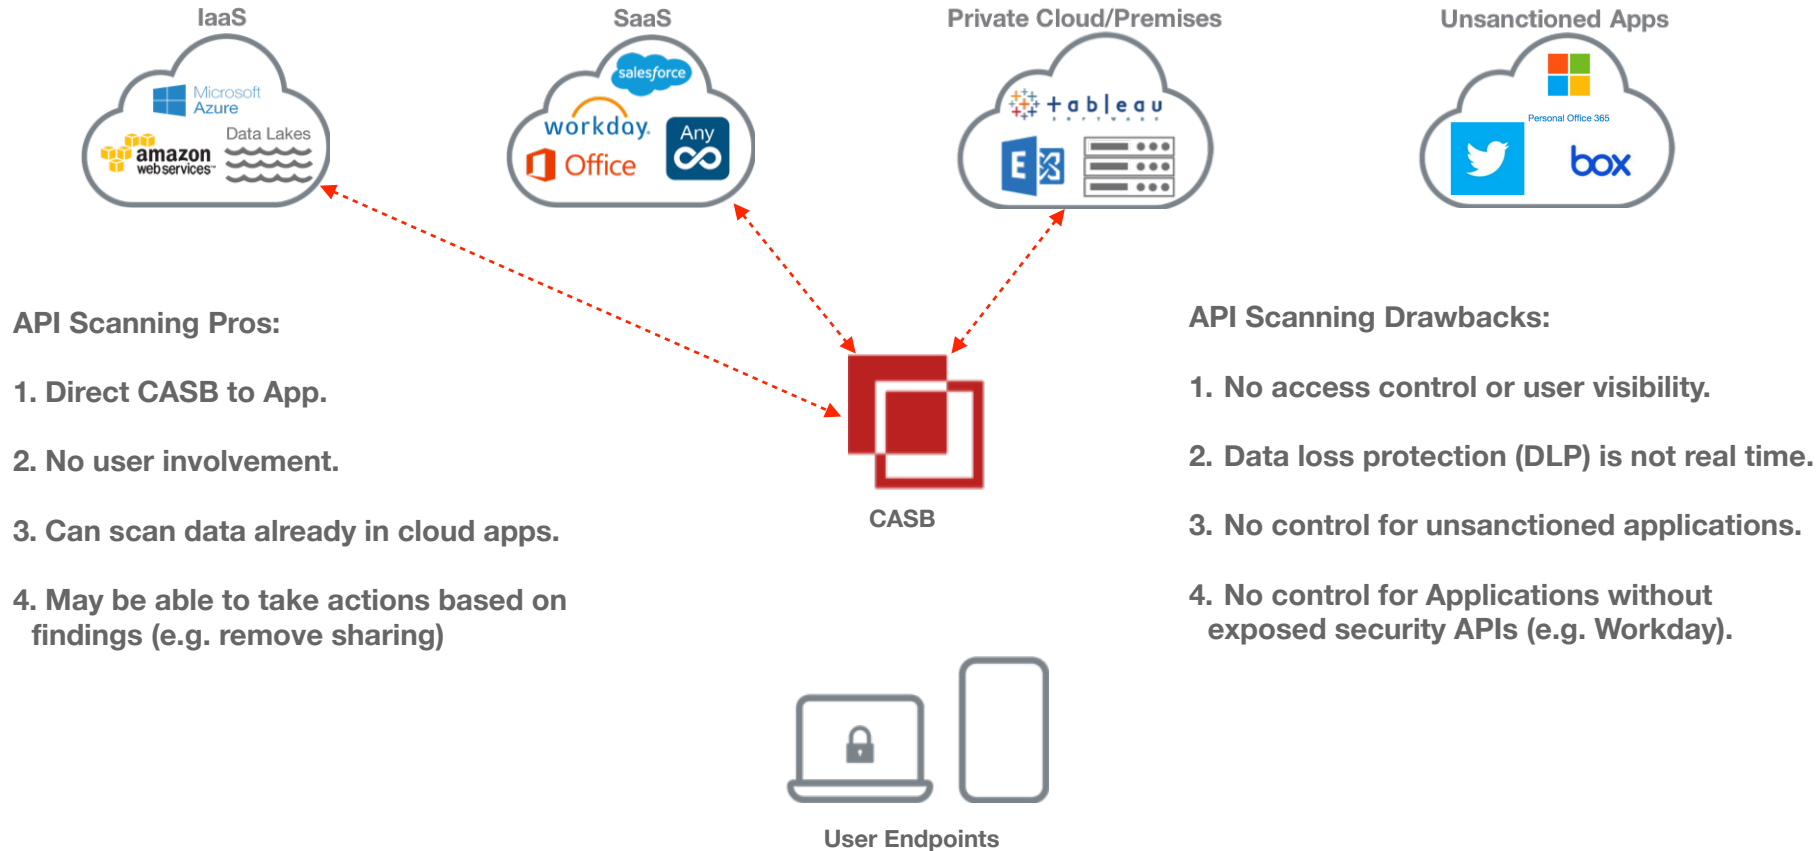 IaaS
SaaS
Private Cloud/Premises
Unsanctioned Apps
Microsoft
Azure
Data Lakes
amazon
webservices™
salesforce
workday.
Any
Office
+ableau
SOFTWARE
E
Personal Office 365
box
API Scanning Pros:
1. Direct CASB to App.
2. No user involvement.
3. Can scan data already in cloud apps.
4. May be able to take actions based on
findings (e.g. remove sharing)
CASB
API Scanning Drawbacks:
1. No access control or user visibility.
2. Data loss protection (DLP) is not real time.
3. No control for unsanctioned applications.
4. No control for Applications without
exposed security APIs (e.g. Workday).
User Endpoints